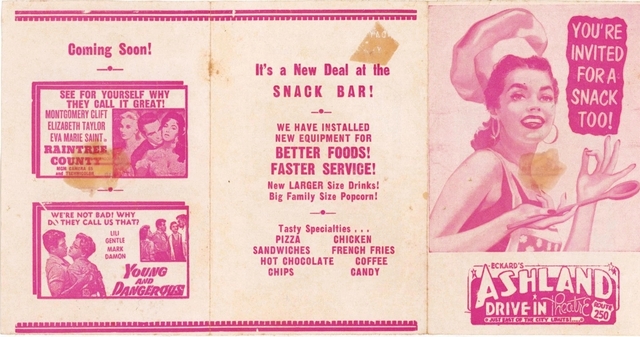 Coming Soon!
SEE FOR YOURSELF WHY
THEY CALL IT GREAT!
MONTGOMERY CLIFT
ELIZABETH TAYLOR
EVA MARIE SAINT IN
RAINTREE
COUNTY
WE'RE NOT BAD! WHY
DO THEY CALL US THAT?
LILI
GENTLE
MARK
DAMON
YOUNG
AND
DANGEROUS
It's a New Deal at the
SNACK BAR!
WE HAVE INSTALLED
NEW EQUIPMENT FOR
BETTER FOODS!
FASTER SERVICE!
New LARGER Size Drinks!
Big Family Size Popcorn!
Tasty Specialties . . .
PIZZA CHICKEN
SANDWICHES FRENCH FRIES
HOT CHOCOLATE COFFEE
CHIPS CANDY
YOU'RE
INVITED
FOR A
SNACK
TOO!
ECKARD'S
ASHLAND
DRIVE-IN Theatre ROUTE 250
JUST EAST OF THE CITY LIMITS